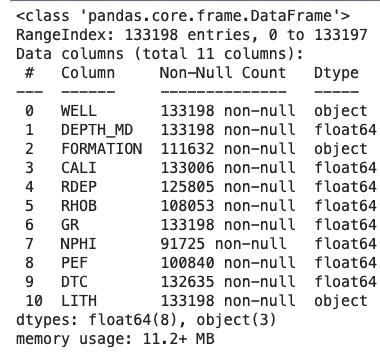 <class 'pandas.core.frame.DataFrame'>
RangeIndex: 133198 entries, 0 to 133197
Data columns (total 11 columns):
 #   Column     Non-Null Count   Dtype
---  ------     --------------   -----
 0   WELL       133198 non-null  object
 1   DEPTH_MD   133198 non-null  float64
 2   FORMATION  111632 non-null  object
 3   CALI       133006 non-null  float64
 4   RDEP       125805 non-null  float64
 5   RHOB       108053 non-null  float64
 6   GR         133198 non-null  float64
 7   NPHI       91725 non-null   float64
 8   PEF        100840 non-null  float64
 9   DTC        132635 non-null  float64
 10  LITH       133198 non-null  object
dtypes: float64(8), object(3)
memory usage: 11.2+ MB